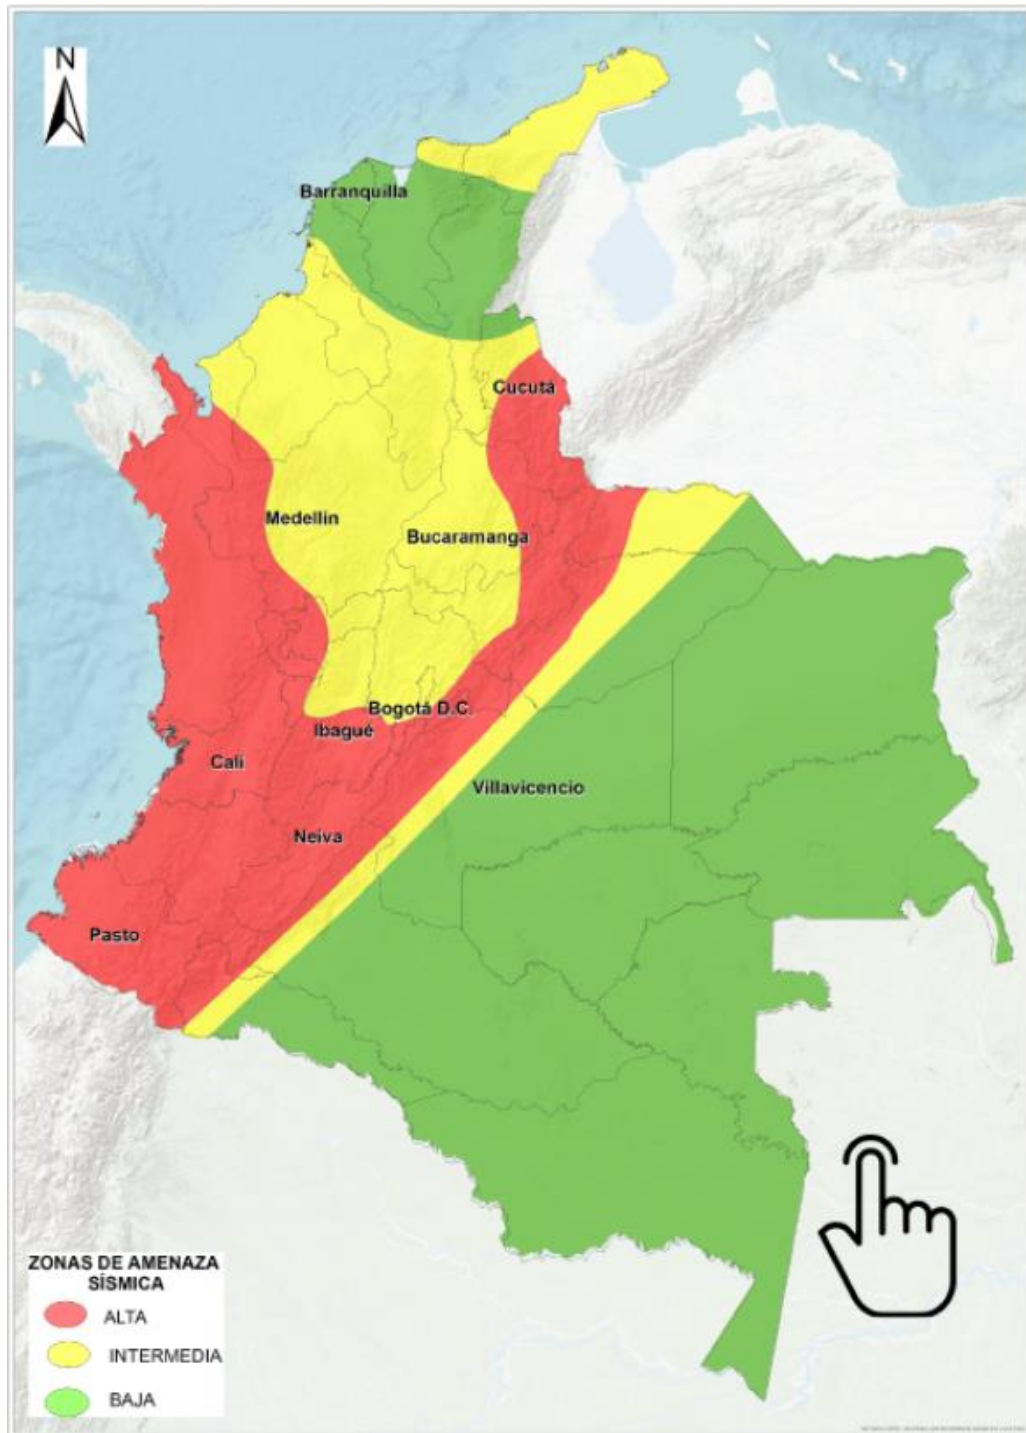 N
Barranquilla
Cucutá
Medellín
Bucaramanga
Bogotá D.C.
Ibagué
Cali
Villavicencio
Neiva
Pasto
ZONAS DE AMENAZA
SÍSMICA
ALTA
INTERMEDIA
BAJA